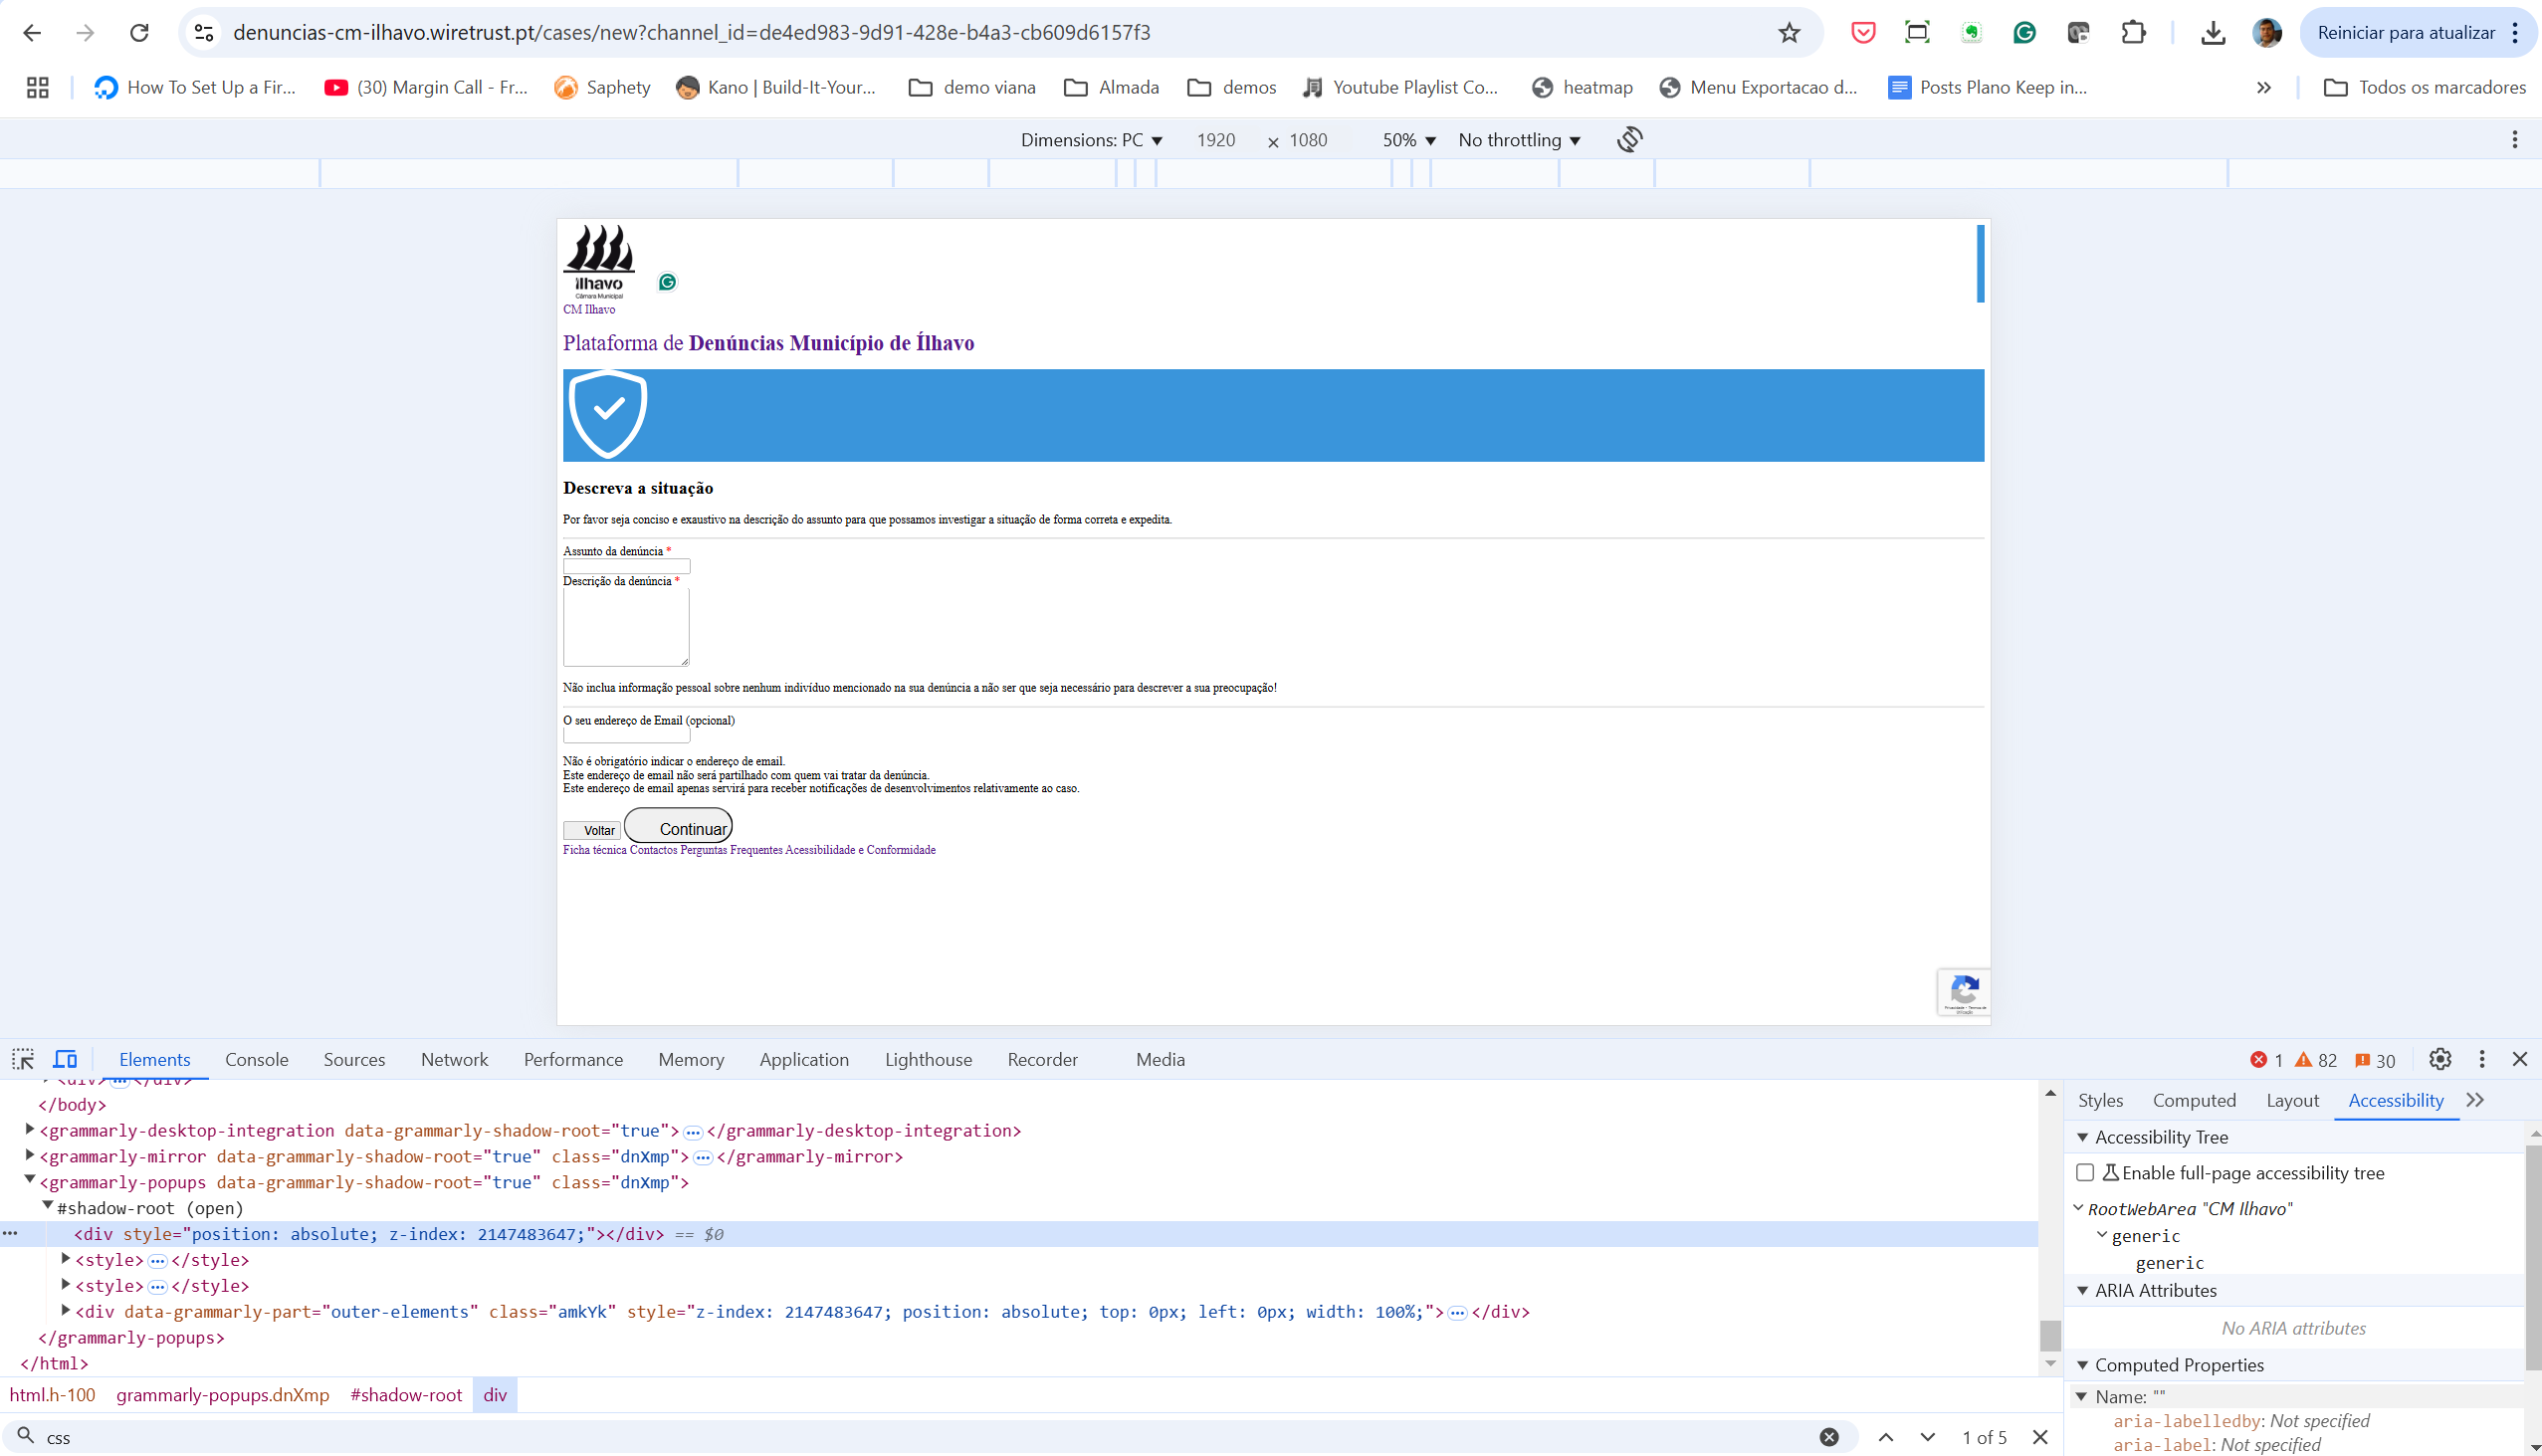 denuncias-cm-ilhavo.wiretrust.pt/cases/new?channel_id=de4ed983-9d91-428e-b4a3-cb609d6157f3
Reiniciar para atualizar
How To Set Up a Fir...
(30) Margin Call - Fr...
Saphety
Kano | Build-It-Your...
demo viana
Almada
demos
Youtube Playlist Co...
heatmap
Menu Exportacao d...
Posts Plano Keep in...
Todos os marcadores
Dimensions: PC ▼ 1920 × 1080 50% ▼ No throttling ▼
ílhavo
Câmara Municipal
CM Ilhavo
Plataforma de Denúncias Município de Ílhavo
Descreva a situação
Por favor seja conciso e exaustivo na descrição do assunto para que possamos investigar a situação de forma correta e expedita.
Assunto da denúncia *
Descrição da denúncia *
Não inclua informação pessoal sobre nenhum indivíduo mencionado na sua denúncia a não ser que seja necessário para descrever a sua preocupação!
O seu endereço de Email (opcional)
Não é obrigatório indicar o endereço de email.
Este endereço de email não será partilhado com quem vai tratar da denúncia.
Este endereço de email apenas servirá para receber notificações de desenvolvimentos relativamente ao caso.
Voltar Continuar
Ficha técnica Contactos Perguntas Frequentes Acessibilidade e Conformidade
Elements Console Sources Network Performance Memory Application Lighthouse Recorder Media
1 82 30
<div> ... </div>
</body>
<grammarly-desktop-integration data-grammarly-shadow-root="true"> ... </grammarly-desktop-integration>
<grammarly-mirror data-grammarly-shadow-root="true" class="dnXmp"> ... </grammarly-mirror>
<grammarly-popups data-grammarly-shadow-root="true" class="dnXmp">
#shadow-root (open)
... <div style="position: absolute; z-index: 2147483647;"></div> == $0
<style> ... </style>
<style> ... </style>
<div data-grammarly-part="outer-elements" class="amkYk" style="z-index: 2147483647; position: absolute; top: 0px; left: 0px; width: 100%;"> ... </div>
</grammarly-popups>
</html>
html.h-100 grammarly-popups.dnXmp #shadow-root div
css
1 of 5
Styles Computed Layout Accessibility
Accessibility Tree
Enable full-page accessibility tree
RootWebArea "CM Ilhavo"
generic
generic
ARIA Attributes
No ARIA attributes
Computed Properties
Name: ""
aria-labelledby: Not specified
aria-label: Not specified